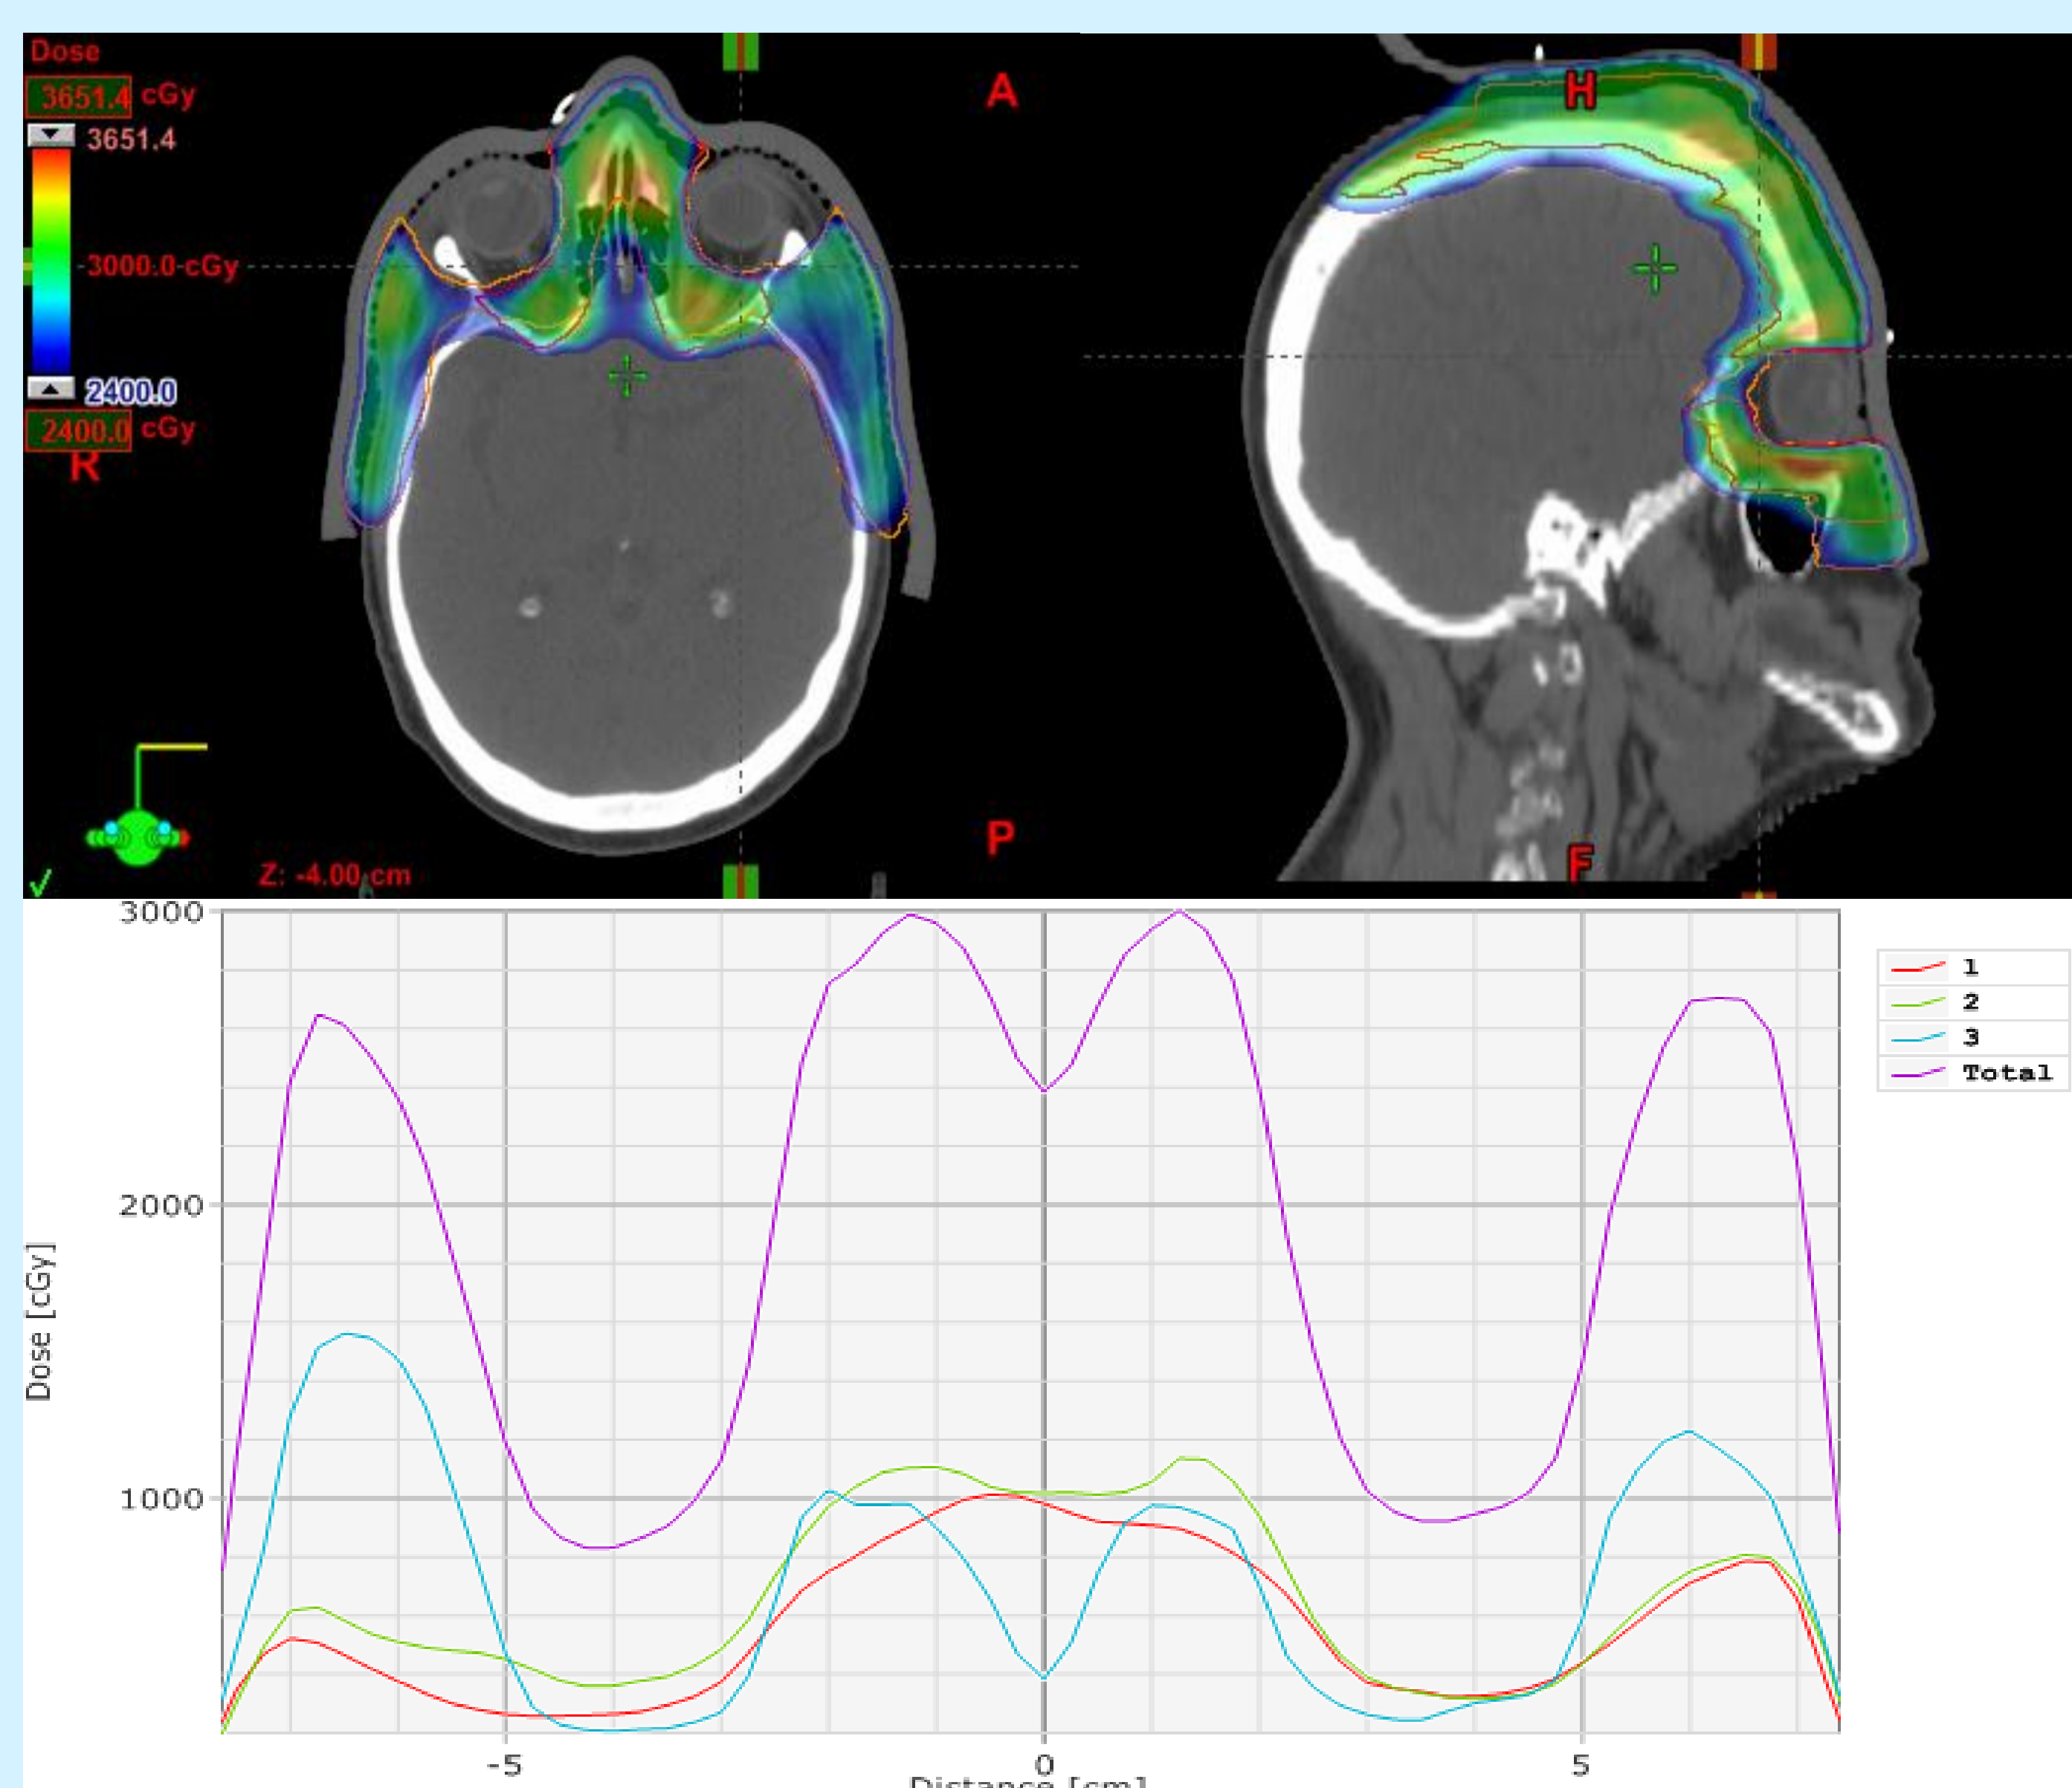 Dose
3651.4 cGy
3651.4
3000.0 cGy
2400.0
2400.0 cGy
R
A
P
Z: -4.00 cm
H
F
3000
2000
1000
Dose [cGy]
-5
0
5
Distance [cm]
1
2
3
Total